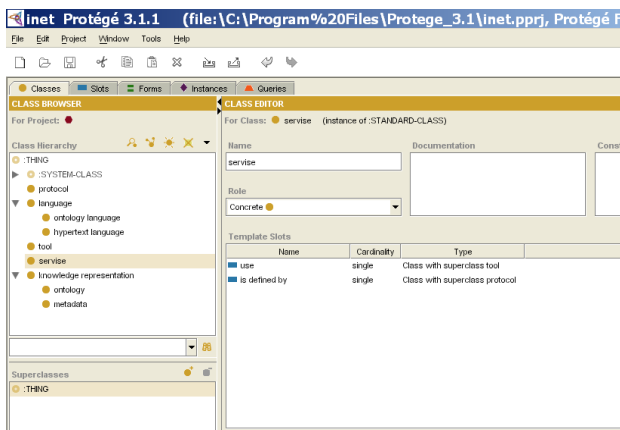 inet Protégé 3.1.1 (file:\C:\Program%20Files\Protege_3.1\inet.pprj, Protégé F
File Edit Project Window Tools Help
Classes Slots Forms Instances Queries
CLASS BROWSER
For Project:
Class Hierarchy
:THING
:SYSTEM-CLASS
protocol
language
ontology language
hypertext language
tool
servise
knowledge representation
ontology
metadata
Superclasses
:THING
CLASS EDITOR
For Class: servise (instance of :STANDARD-CLASS)
Name Documentation Const
servise
Role
Concrete
Template Slots
Name Cardinality Type
use single Class with superclass tool
is defined by single Class with superclass protocol